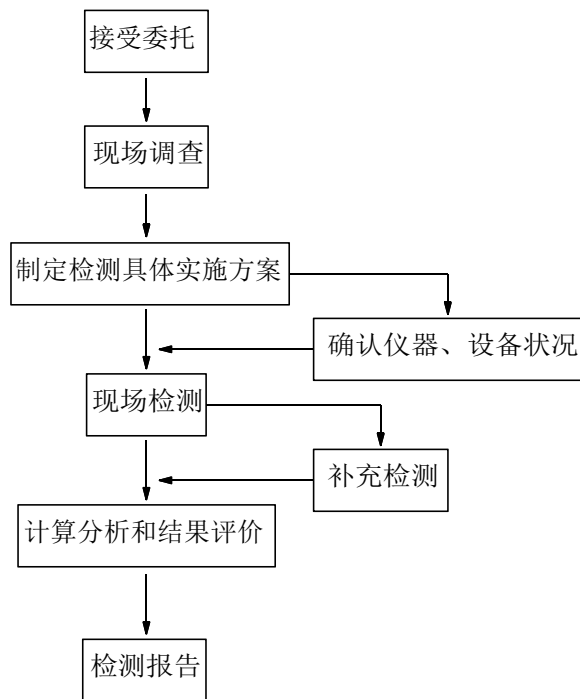 接受委托
现场调查
制定检测具体实施方案
确认仪器、设备状况
现场检测
补充检测
计算分析和结果评价
检测报告